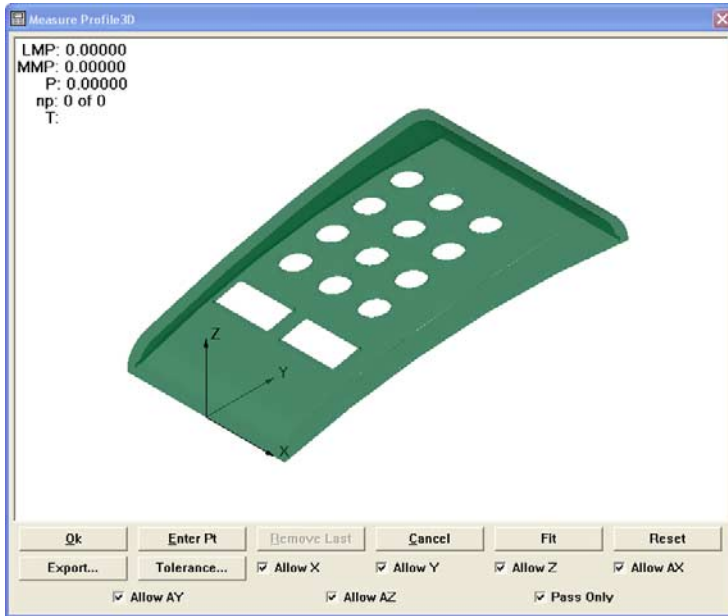 Measure Profile3D
LMP: 0.00000
MMP: 0.00000
P: 0.00000
np: 0 of 0
T:
Z
Y
X
Ok Enter Pt Remove Last Cancel Fit Reset
Export... Tolerance... Allow X Allow Y Allow Z Allow AX
Allow AY Allow AZ Pass Only